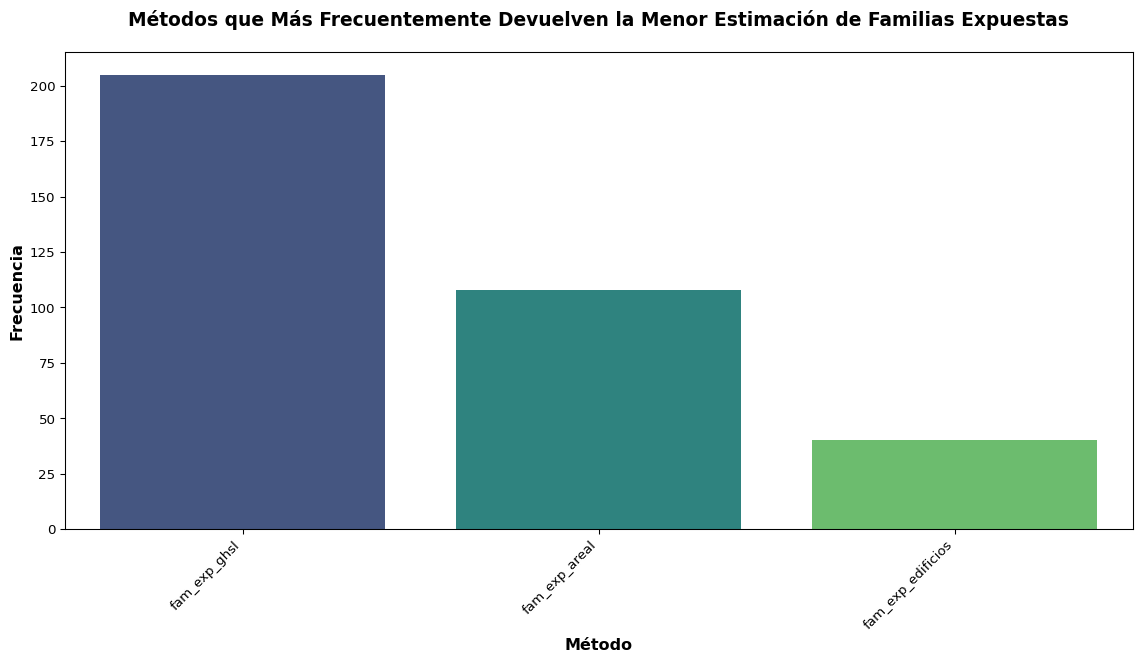 Métodos que Más Frecuentemente Devuelven la Menor Estimación de Familias Expuestas
Frecuencia
200
175
150
125
100
75
50
25
0
fam_exp_ghsl
fam_exp_areal
fam_exp_edificios
Método